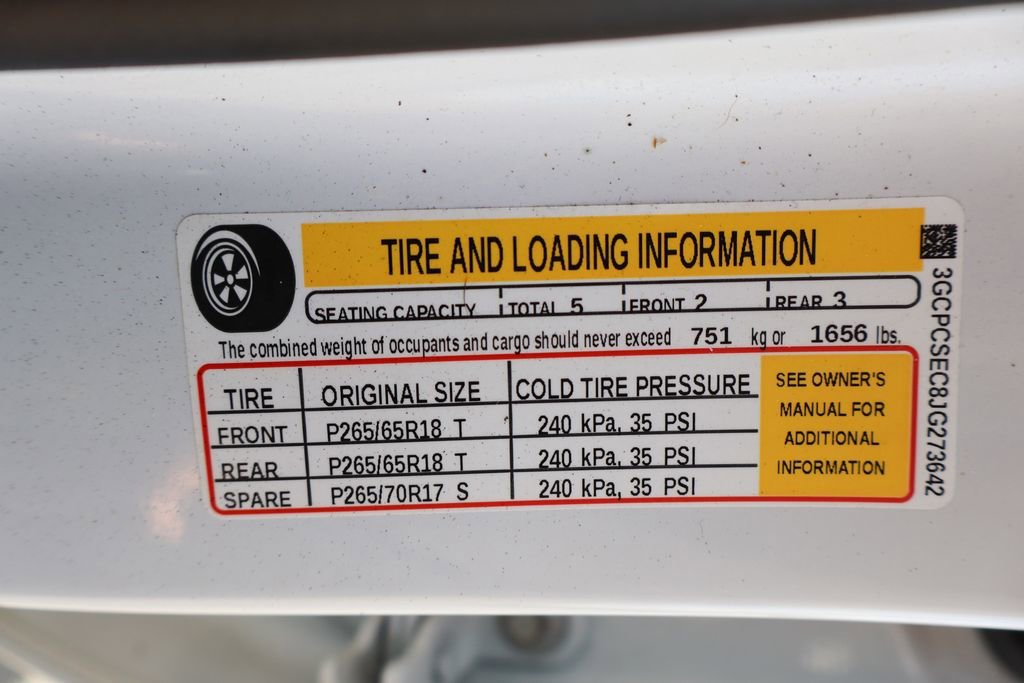 TIRE AND LOADING INFORMATION
SEATING CAPACITY TOTAL 5 FRONT 2 REAR 3
The combined weight of occupants and cargo should never exceed 751 kg or 1656 lbs.
TIRE ORIGINAL SIZE COLD TIRE PRESSURE
FRONT P265/65R18 T 240 kPa, 35 PSI
REAR P265/65R18 T 240 kPa, 35 PSI
SPARE P265/70R17 S 240 kPa, 35 PSI
SEE OWNER'S
MANUAL FOR
ADDITIONAL
INFORMATION
3GCPCSEC8JG273642